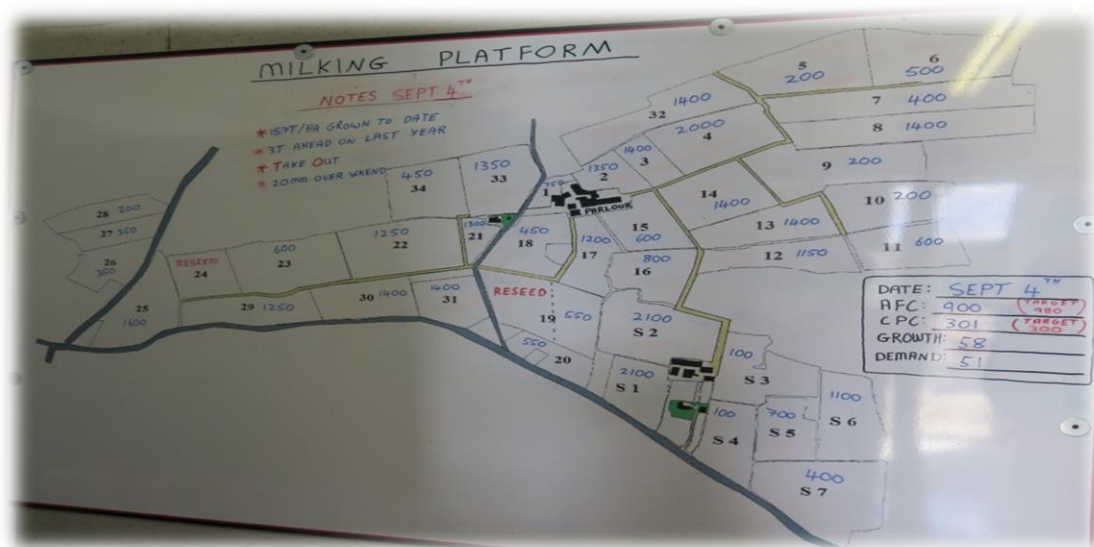 MILKING PLATFORM
NOTES SEPT 4TH
* 15T/HA GROWN TO DATE
* 3T AHEAD ON LAST YEAR
* TAKE OUT
* 20MM OVER WKEND
5 200
6 500
7 400
8 1400
32 1400
4 2000
3 1400
2 1350
1
33 1350
34 450
9 200
10 200
11 600
12 1150
13 1400
14 1400
PARLOUR
15 600
16 800
17 1200
18 450
21 1300
22 1250
23 600
RESEED
24
28 200
27 350
26 350
25 1600
29 1250
30 1400
31 1400
RESEED
19 550
20 550
S 2 2100
S 1 2100
S 3 100
S 4 100
S 5 700
S 6 1100
S 7 400
DATE: SEPT 4TH
AFC: 900 (TARGET 980)
CPC: 301 (TARGET 300)
GROWTH: 58
DEMAND: 51